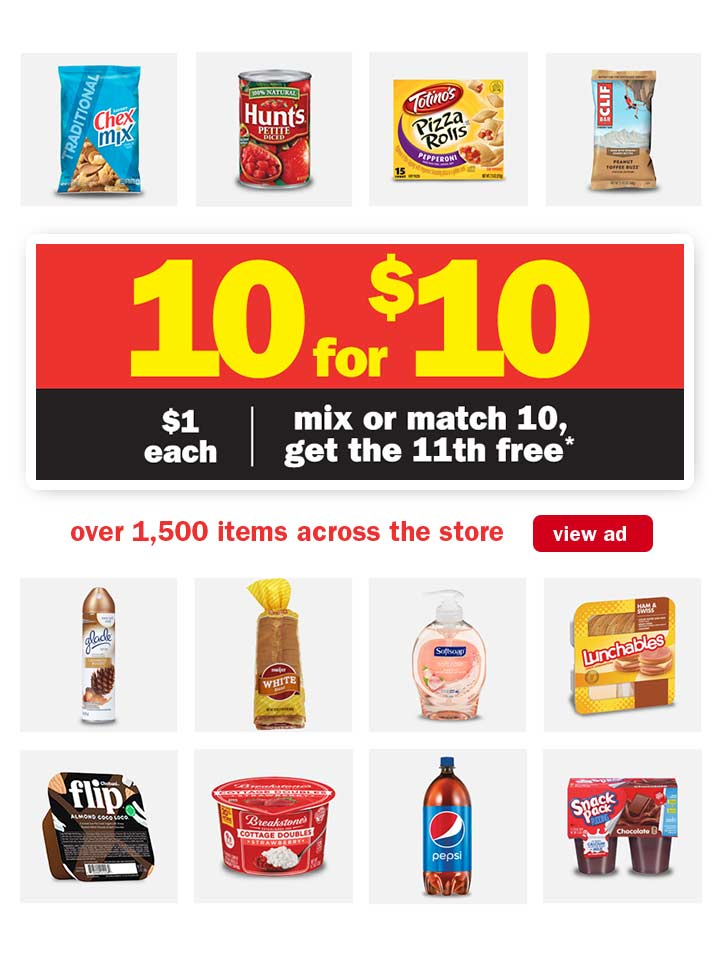 TRADITIONAL
Chex
mix
100% NATURAL
Hunt's
PETITE
DICED
Totino's
Pizza
Rolls
PEPPERONI
15
CLIF
BAR
PEANUT
TOFFEE BUZZ
10 for $10
$1
each
mix or match 10,
get the 11th free*
over 1,500 items across the store
view ad
glade
meijer
WHITE
Softsoap
HAM &
SWISS
Lunchables
Chobani
flip
ALMOND COCO LOCO
Breakstone's
COTTAGE DOUBLES
STRAWBERRY
pepsi
Snack
Pack
Chocolate